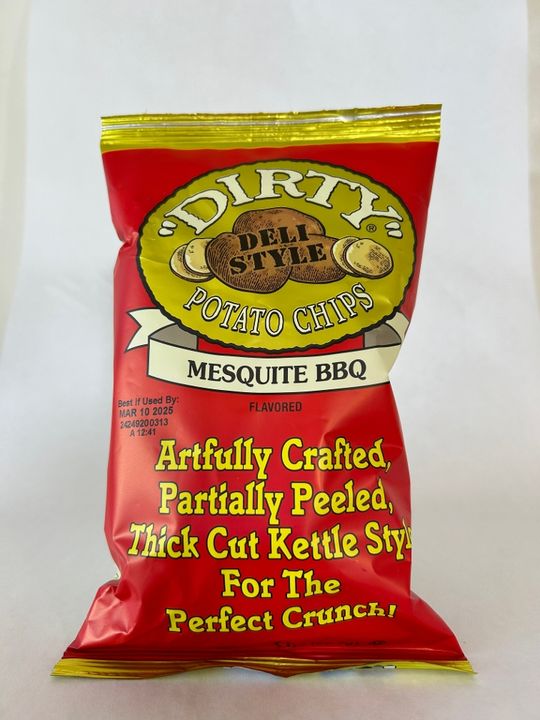 "DIRTY"®
DELI
STYLE
POTATO CHIPS
MESQUITE BBQ
FLAVORED
Best If Used By:
MAR 10 2025
24249200313
A 12:41
Artfully Crafted,
Partially Peeled,
Thick Cut Kettle Style
For The
Perfect Crunch!